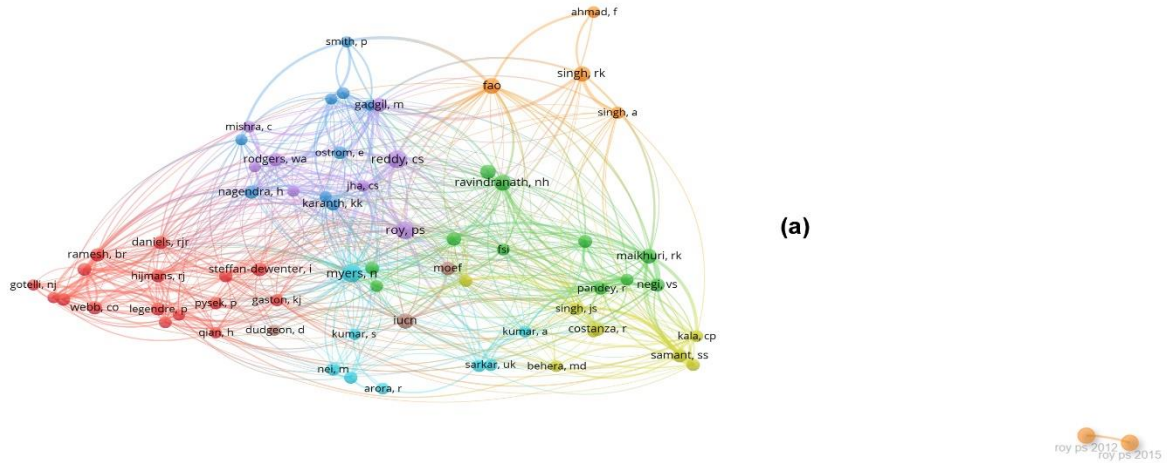 ahmad, f
smith, p
singh, rk
fao
gadgil, m
singh, a
mishra, c
ostrom, e
rodgers, wa
reddy, cs
ravindranath, nh
jha, cs
nagendra, h
karanth, kk
(a)
roy, ps
daniels, rjr
fsi
ramesh, br
maikhuri, rk
steffan-dewenter, i
moef
gotelli, nj
hijmans, rj
myers, n
pandey, r
negi, vs
webb, co
legendre, p
pysek, p
gaston, kj
singh, js
iucn
qian, h
dudgeon, d
kumar, s
kumar, a
costanza, r
kala, cp
samant, ss
nei, m
sarkar, uk
behera, md
arora, r
roy ps 2012
roy ps 2015